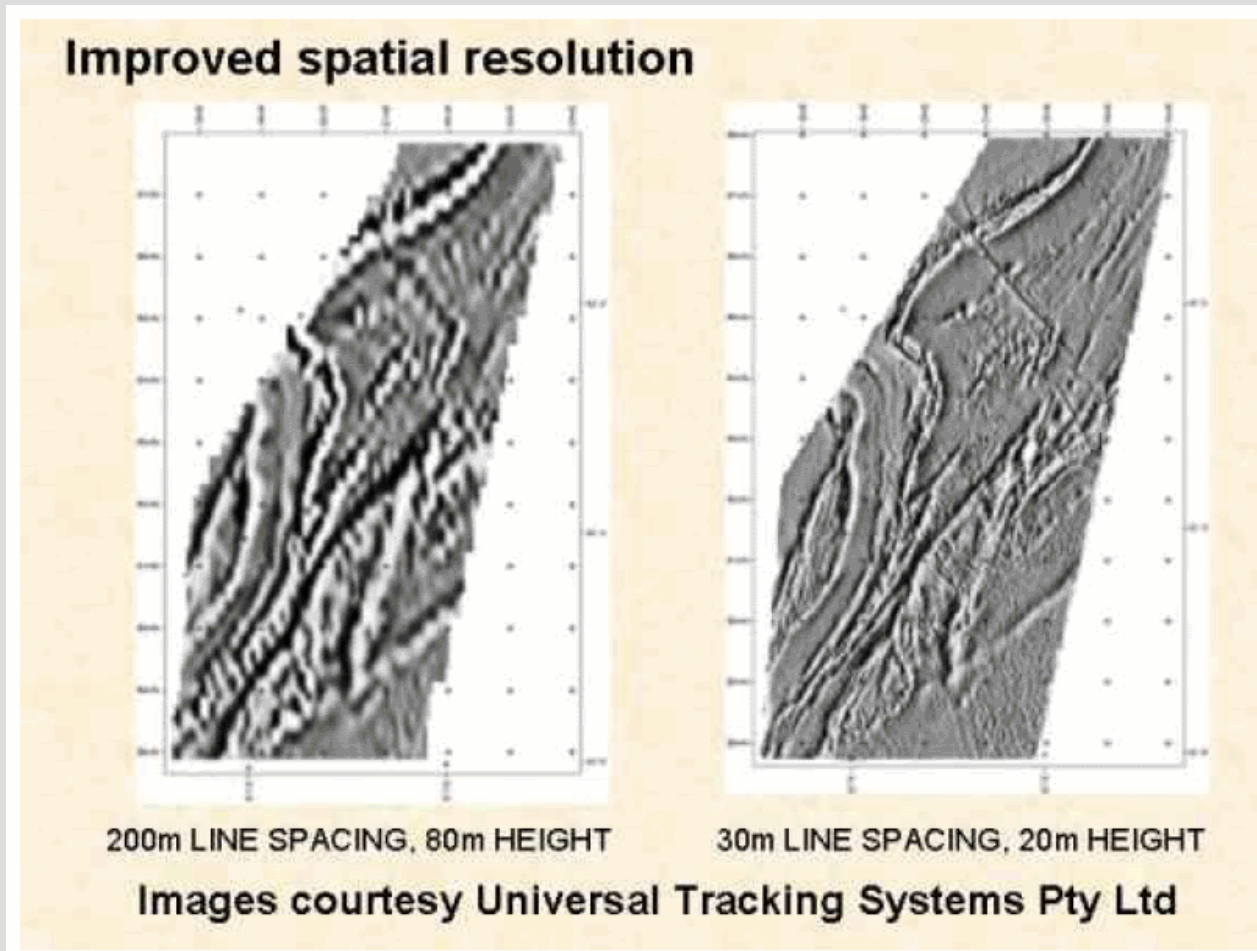 Improved spatial resolution
200m LINE SPACING, 80m HEIGHT
30m LINE SPACING, 20m HEIGHT
Images courtesy Universal Tracking Systems Pty Ltd